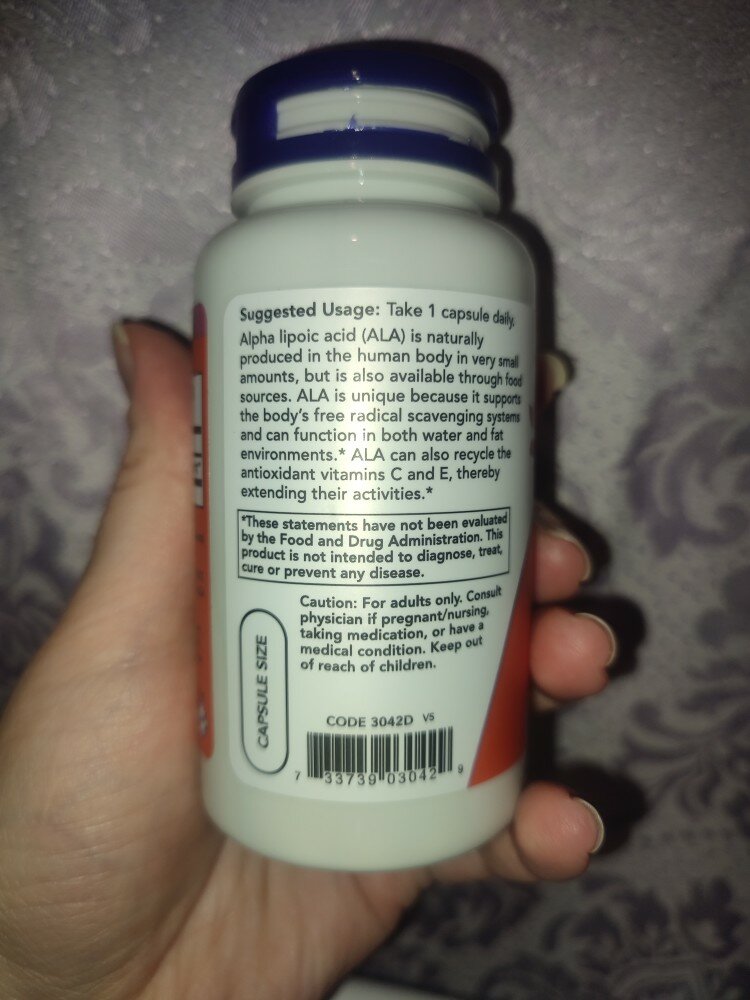 Suggested Usage: Take 1 capsule daily.
Alpha lipoic acid (ALA) is naturally
produced in the human body in very small
amounts, but is also available through food
sources. ALA is unique because it supports
the body's free radical scavenging systems
and can function in both water and fat
environments.* ALA can also recycle the
antioxidant vitamins C and E, thereby
extending their activities.*
*These statements have not been evaluated
by the Food and Drug Administration. This
product is not intended to diagnose, treat,
cure or prevent any disease.
Caution: For adults only. Consult
physician if pregnant/nursing,
taking medication, or have a
medical condition. Keep out
of reach of children.
CAPSULE SIZE
CODE 3042D V5
7 33739 03042 9